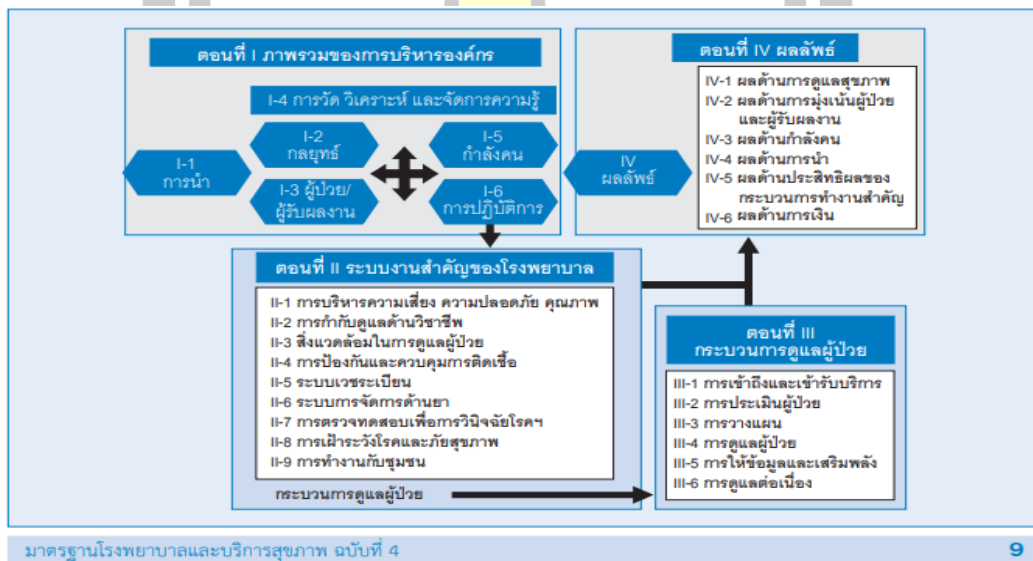 ตอนที่ I ภาพรวมของการบริหารองค์กร
I-4 การวัด วิเคราะห์ และจัดการความรู้
I-1
การนำ
I-2
กลยุทธ์
I-3 ผู้ป่วย/
ผู้รับผลงาน
I-5
กำลังคน
I-6
การปฏิบัติการ
ตอนที่ IV ผลลัพธ์
IV
ผลลัพธ์
IV-1 ผลด้านการดูแลสุขภาพ
IV-2 ผลด้านการมุ่งเน้นผู้ป่วย
และผู้รับผลงาน
IV-3 ผลด้านกำลังคน
IV-4 ผลด้านการนำ
IV-5 ผลด้านประสิทธิผลของ
กระบวนการทำงานสำคัญ
IV-6 ผลด้านการเงิน
ตอนที่ II ระบบงานสำคัญของโรงพยาบาล
II-1 การบริหารความเสี่ยง ความปลอดภัย คุณภาพ
II-2 การกำกับดูแลด้านวิชาชีพ
II-3 สิ่งแวดล้อมในการดูแลผู้ป่วย
II-4 การป้องกันและควบคุมการติดเชื้อ
II-5 ระบบเวชระเบียน
II-6 ระบบการจัดการด้านยา
II-7 การตรวจทดสอบเพื่อการวินิจฉัยโรคฯ
II-8 การเฝ้าระวังโรคและภัยสุขภาพ
II-9 การทำงานกับชุมชน
กระบวนการดูแลผู้ป่วย
ตอนที่ III
กระบวนการดูแลผู้ป่วย
III-1 การเข้าถึงและเข้ารับบริการ
III-2 การประเมินผู้ป่วย
III-3 การวางแผน
III-4 การดูแลผู้ป่วย
III-5 การให้ข้อมูลและเสริมพลัง
III-6 การดูแลต่อเนื่อง
มาตรฐานโรงพยาบาลและบริการสุขภาพ ฉบับที่ 4
9